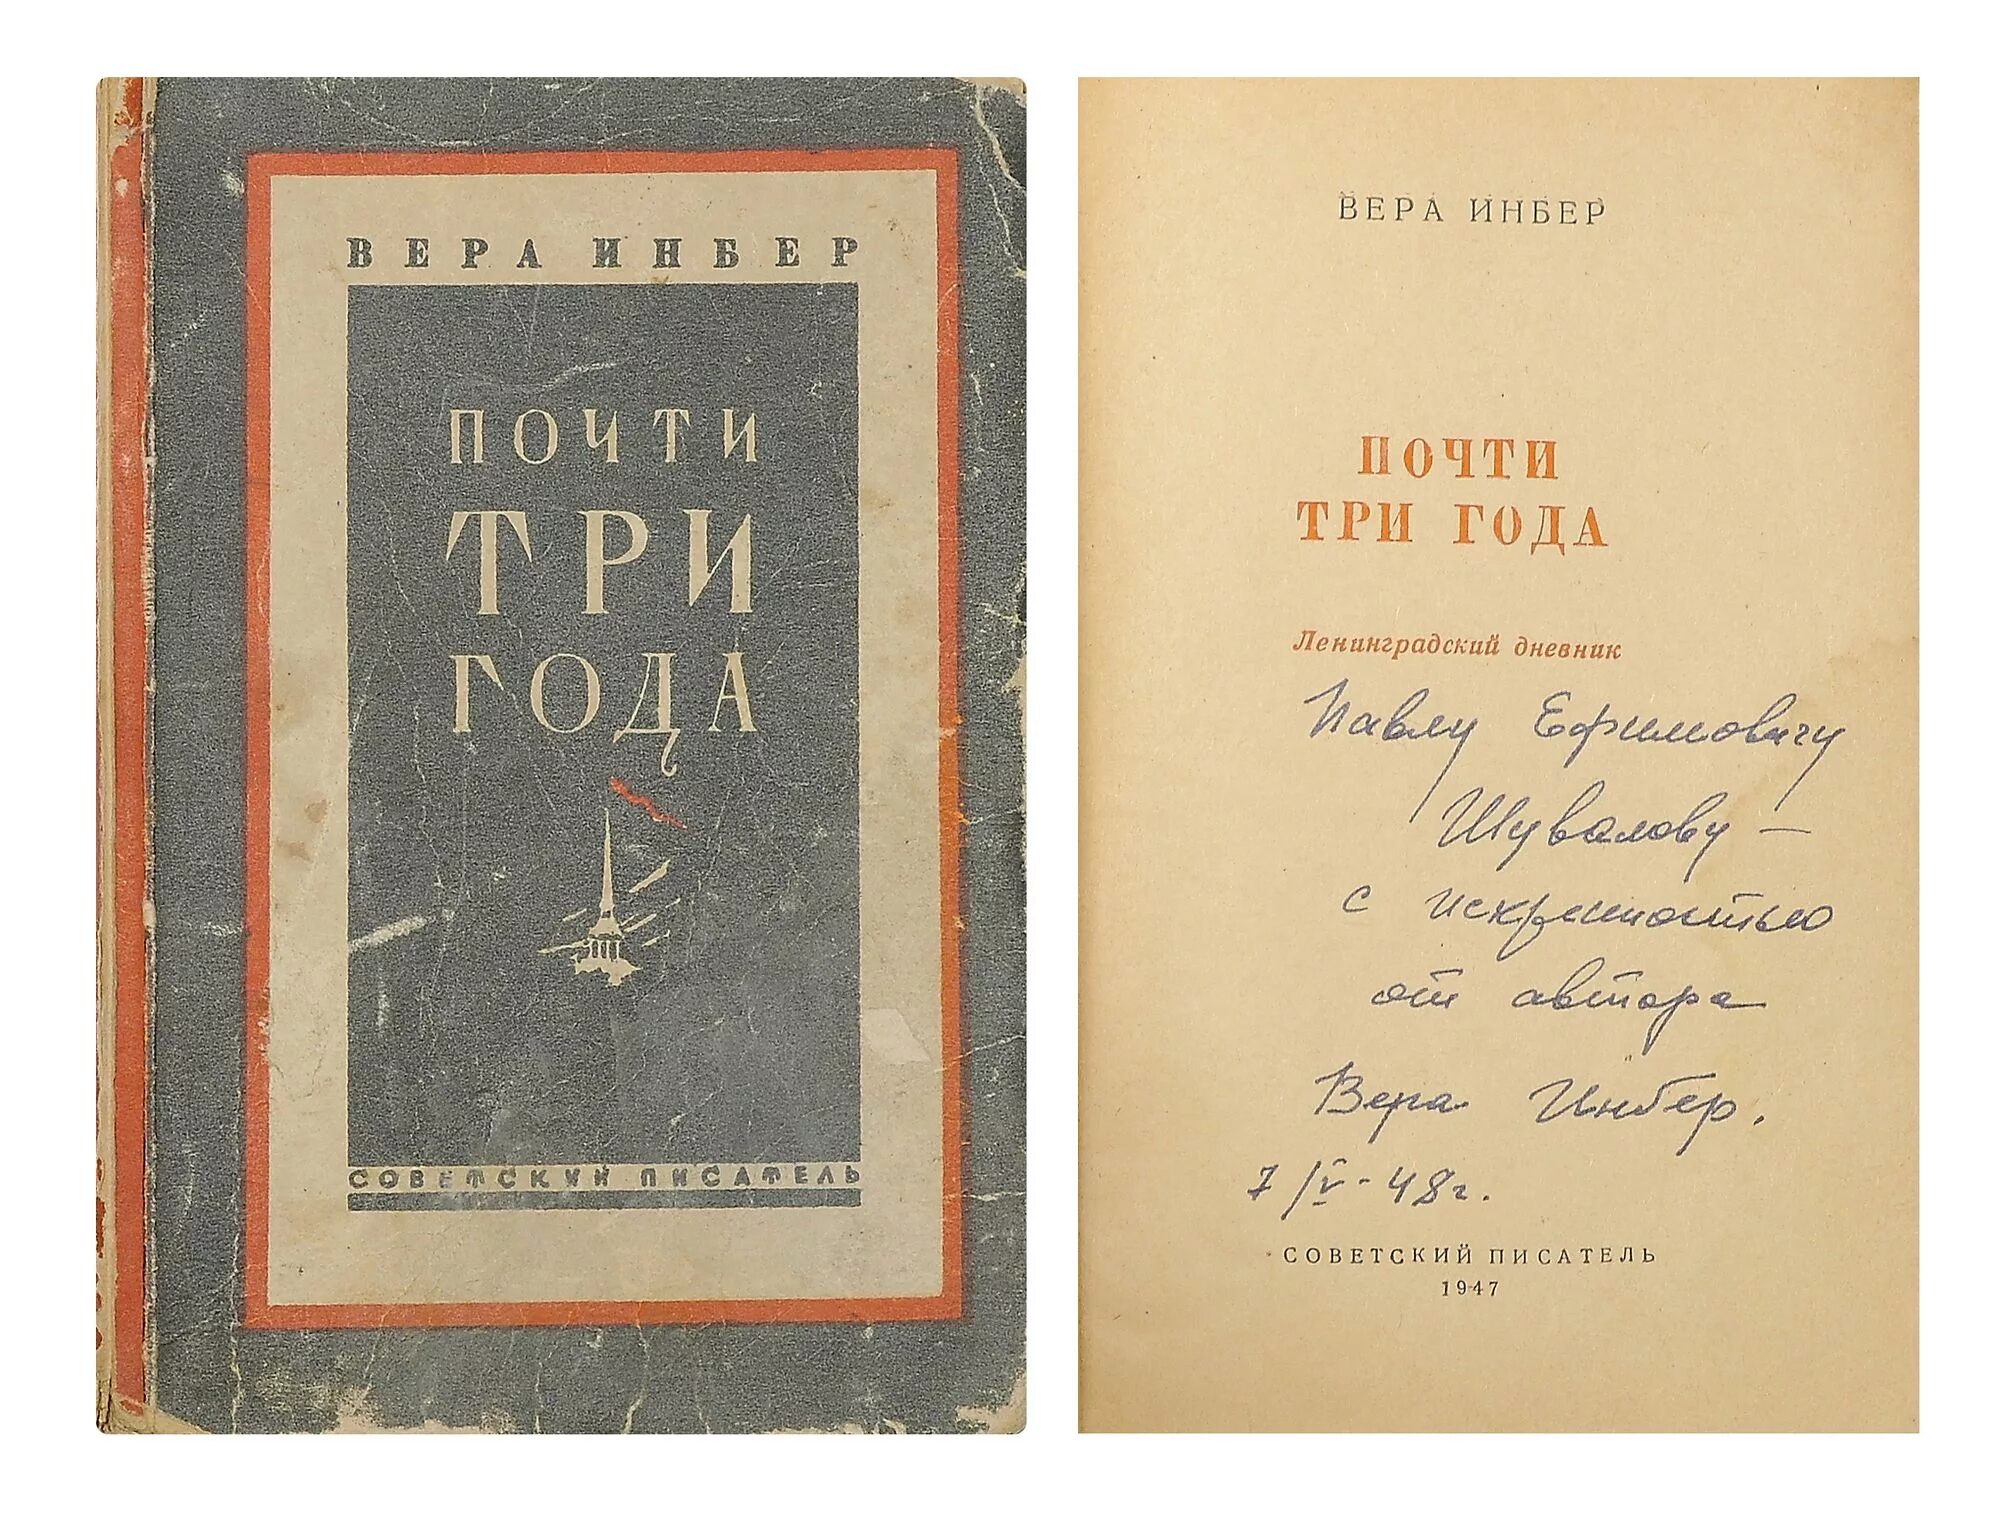 ВЕРА ИНБЕР
ПОЧТИ
ТРИ
ГОДА
СОВЕТСКИЙ ПИСАТЕЛЬ
ВЕРА ИНБЕР
ПОЧТИ
ТРИ ГОДА
Ленинградский дневник
Павлу Ефимовичу
Шувалову —
с искренностью
от автора
Вера Инбер.
7/V-48г.
СОВЕТСКИЙ ПИСАТЕЛЬ
1947